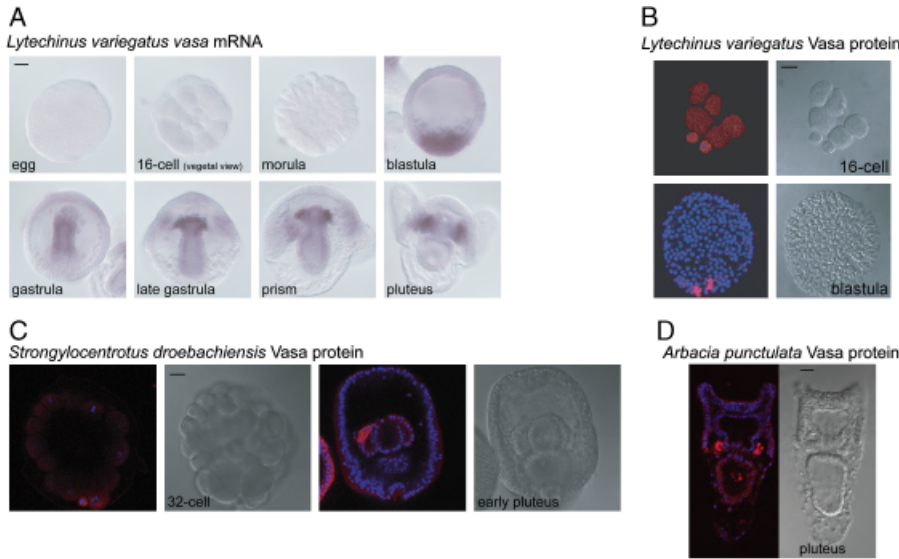 A
Lytechinus variegatus vasa mRNA
egg
16-cell (vegetal view)
morula
blastula
gastrula
late gastrula
prism
pluteus
B
Lytechinus variegatus Vasa protein
16-cell
blastula
C
Strongylocentrotus droebachiensis Vasa protein
32-cell
early pluteus
D
Arbacia punctulata Vasa protein
pluteus